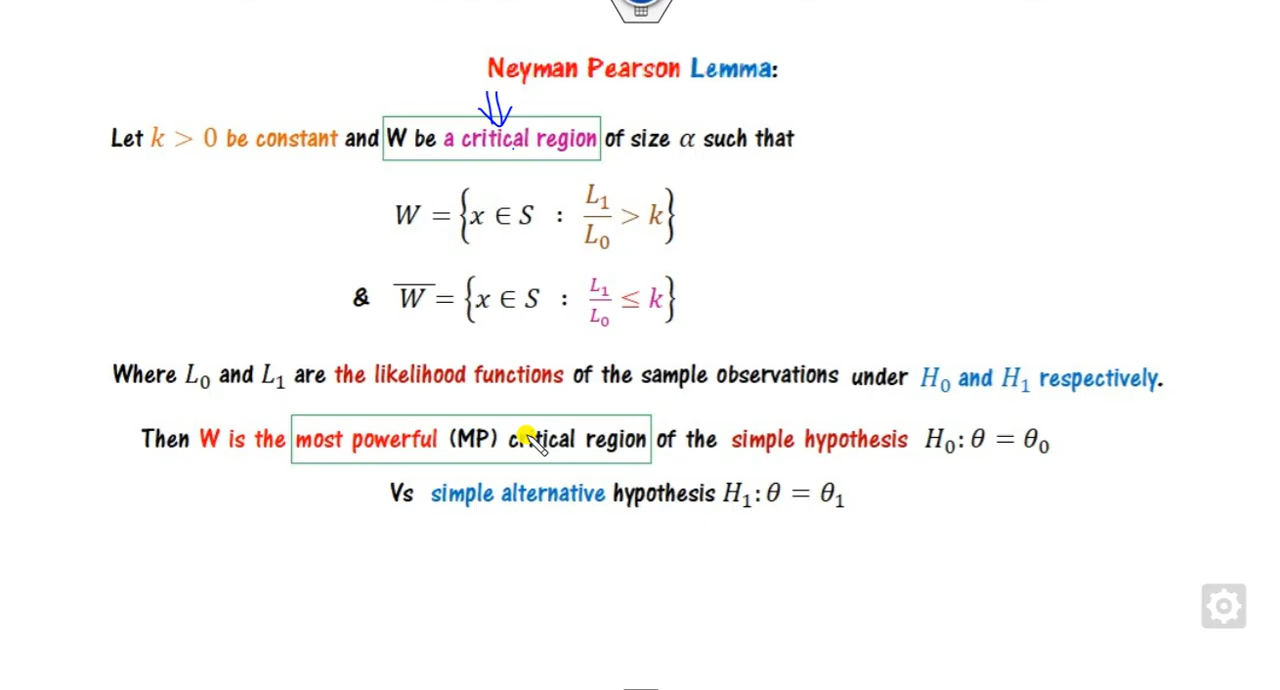 Neyman Pearson Lemma:
Let k > 0 be constant and W be a critical region of size α such that
W = {x ∈ S : L₁/L₀ > k}
& W̅ = {x ∈ S : L₁/L₀ ≤ k}
Where L₀ and L₁ are the likelihood functions of the sample observations under H₀ and H₁ respectively.
Then W is the most powerful (MP) critical region of the simple hypothesis H₀: θ = θ₀
Vs simple alternative hypothesis H₁: θ = θ₁